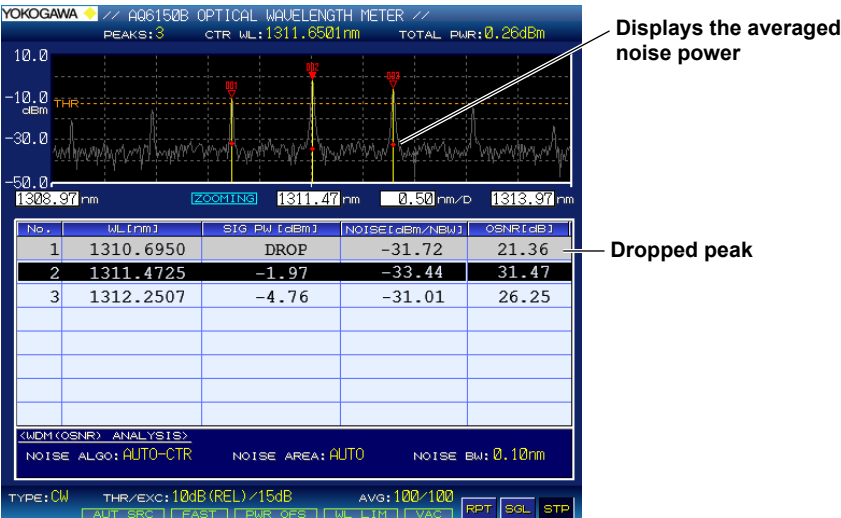 YOKOGAWA // AQ6150B OPTICAL WAVELENGTH METER //
PEAKS:3 CTR WL:1311.6501nm TOTAL PWR:0.26dBm
Displays the averaged
noise power
10.0
001
002
003
-10.0
THR
dBm
-30.0
-50.0
1308.97 nm ZOOMING 1311.47 nm 0.50 nm/D 1313.97 nm
No. WL[nm] SIG PW [dBm] NOISE[dBm/NBW] OSNR[dB]
1 1310.6950 DROP -31.72 21.36
Dropped peak
2 1311.4725 -1.97 -33.44 31.47
3 1312.2507 -4.76 -31.01 26.25
<WDM(OSNR) ANALYSIS>
NOISE ALGO:AUTO-CTR NOISE AREA:AUTO NOISE BW:0.10nm
TYPE:CW THR/EXC:10dB(REL)/15dB AVG:100/100
AUT SRC FAST PWR OFS WL LIM VAC RPT SGL STP